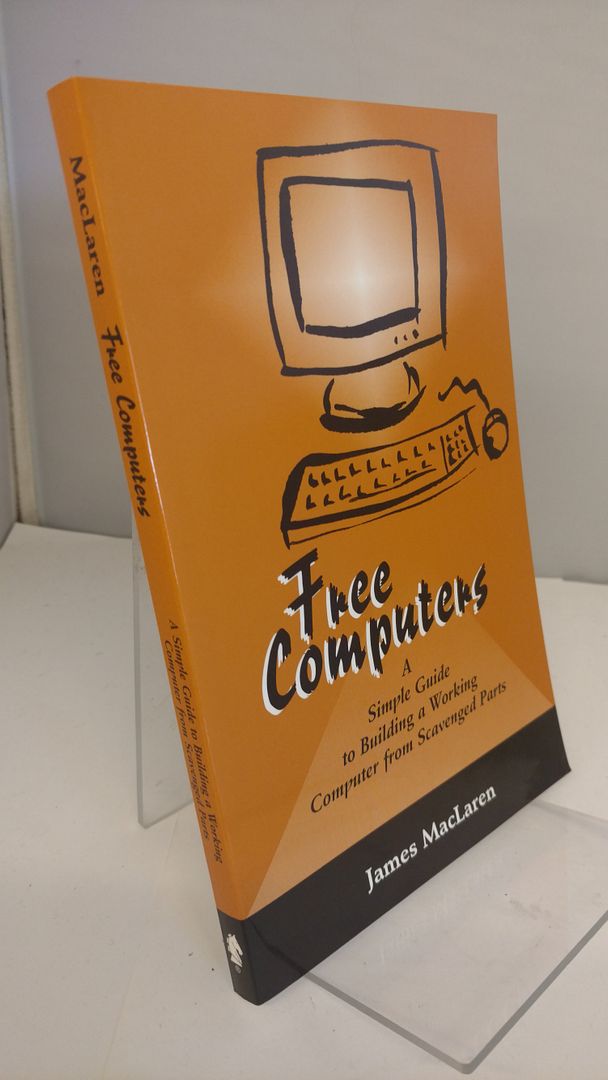 MacLaren Free Computers
A Simple Guide to Building a Working
Computer from Scavenged Parts
Free
Computers
A
Simple Guide
to Building a Working
Computer from Scavenged Parts
James MacLaren